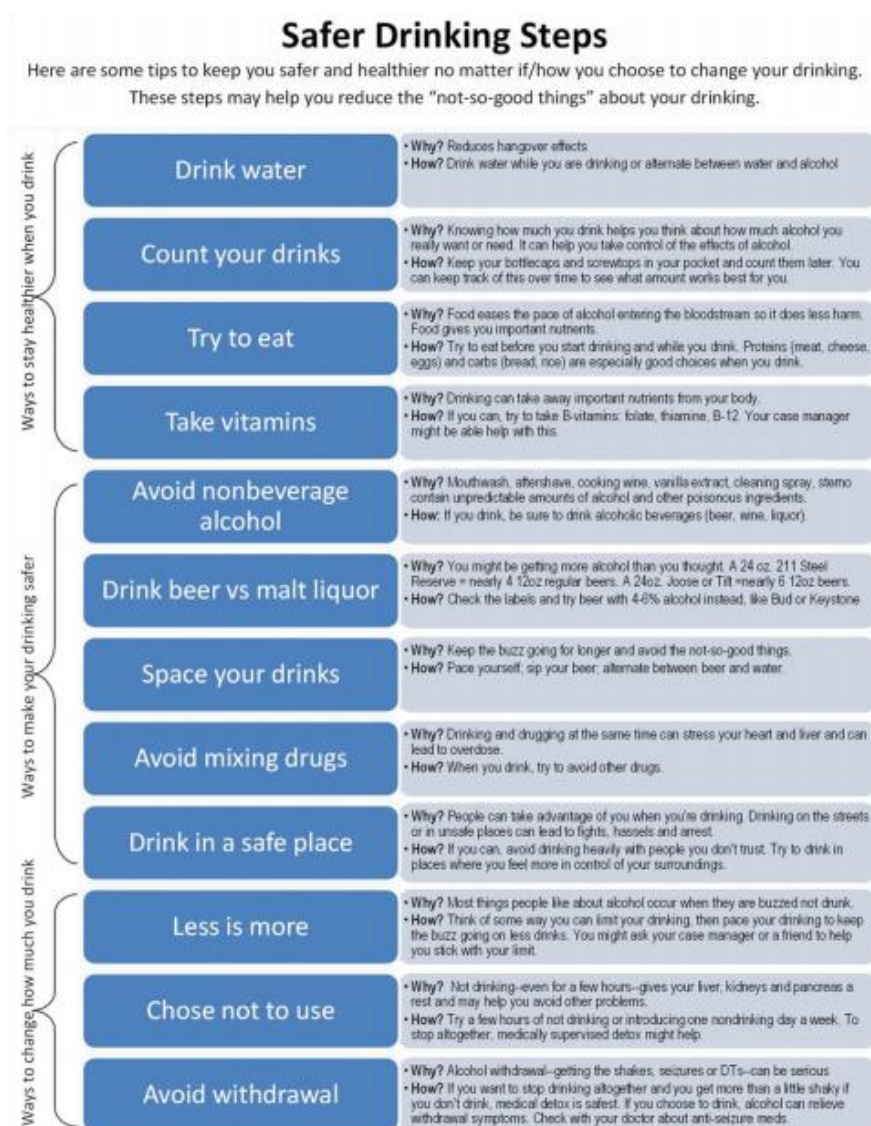 Safer Drinking Steps
Here are some tips to keep you safer and healthier no matter if/how you choose to change your drinking.
These steps may help you reduce the “not-so-good things” about your drinking.
Ways to stay healthier when you drink
Drink water
• Why? Reduces hangover effects.
• How? Drink water while you are drinking or alternate between water and alcohol
Count your drinks
• Why? Knowing how much you drink helps you think about how much alcohol you
really want or need. It can help you take control of the effects of alcohol.
• How? Keep your bottlecaps and screwtops in your pocket and count them later. You
can keep track of this over time to see what amount works best for you.
Try to eat
• Why? Food eases the pace of alcohol entering the bloodstream so it does less harm.
Food gives you important nutrients.
• How? Try to eat before you start drinking and while you drink. Proteins (meat, cheese,
eggs) and carbs (bread, rice) are especially good choices when you drink.
Take vitamins
• Why? Drinking can take away important nutrients from your body.
• How? If you can, try to take B-vitamins: folate, thiamine, B-12. Your case manager
might be able help with this.
Ways to make your drinking safer
Avoid nonbeverage
alcohol
• Why? Mouthwash, aftershave, cooking wine, vanilla extract, cleaning spray, sterno
contain unpredictable amounts of alcohol and other poisonous ingredients.
• How: If you drink, be sure to drink alcoholic beverages (beer, wine, liquor).
Drink beer vs malt liquor
• Why? You might be getting more alcohol than you thought. A 24 oz. 211 Steel
Reserve = nearly 4 12oz regular beers. A 24oz. Joose or Tilt =nearly 6 12oz beers.
• How? Check the labels and try beer with 4-6% alcohol instead, like Bud or Keystone
Space your drinks
• Why? Keep the buzz going for longer and avoid the not-so-good things.
• How? Pace yourself; sip your beer; alternate between beer and water.
Avoid mixing drugs
• Why? Drinking and drugging at the same time can stress your heart and liver and can
lead to overdose.
• How? When you drink, try to avoid other drugs.
Drink in a safe place
• Why? People can take advantage of you when you're drinking. Drinking on the streets
or in unsafe places can lead to fights, hassels and arrest.
• How? If you can, avoid drinking heavily with people you don't trust. Try to drink in
places where you feel more in control of your surroundings.
Ways to change how much you drink
Less is more
• Why? Most things people like about alcohol occur when they are buzzed not drunk.
• How? Think of some way you can limit your drinking, then pace your drinking to keep
the buzz going on less drinks. You might ask your case manager or a friend to help
you stick with your limit.
Chose not to use
• Why? Not drinking--even for a few hours--gives your liver, kidneys and pancreas a
rest and may help you avoid other problems.
• How? Try a few hours of not drinking or introducing one nondrinking day a week. To
stop altogether, medically supervised detox might help.
Avoid withdrawal
• Why? Alcohol withdrawal--getting the shakes, seizures or DTs--can be serious
• How? If you want to stop drinking altogether and you get more than a little shaky if
you don't drink, medical detox is safest. If you choose to drink, alcohol can relieve
withdrawal symptoms. Check with your doctor about anti-seizure meds.